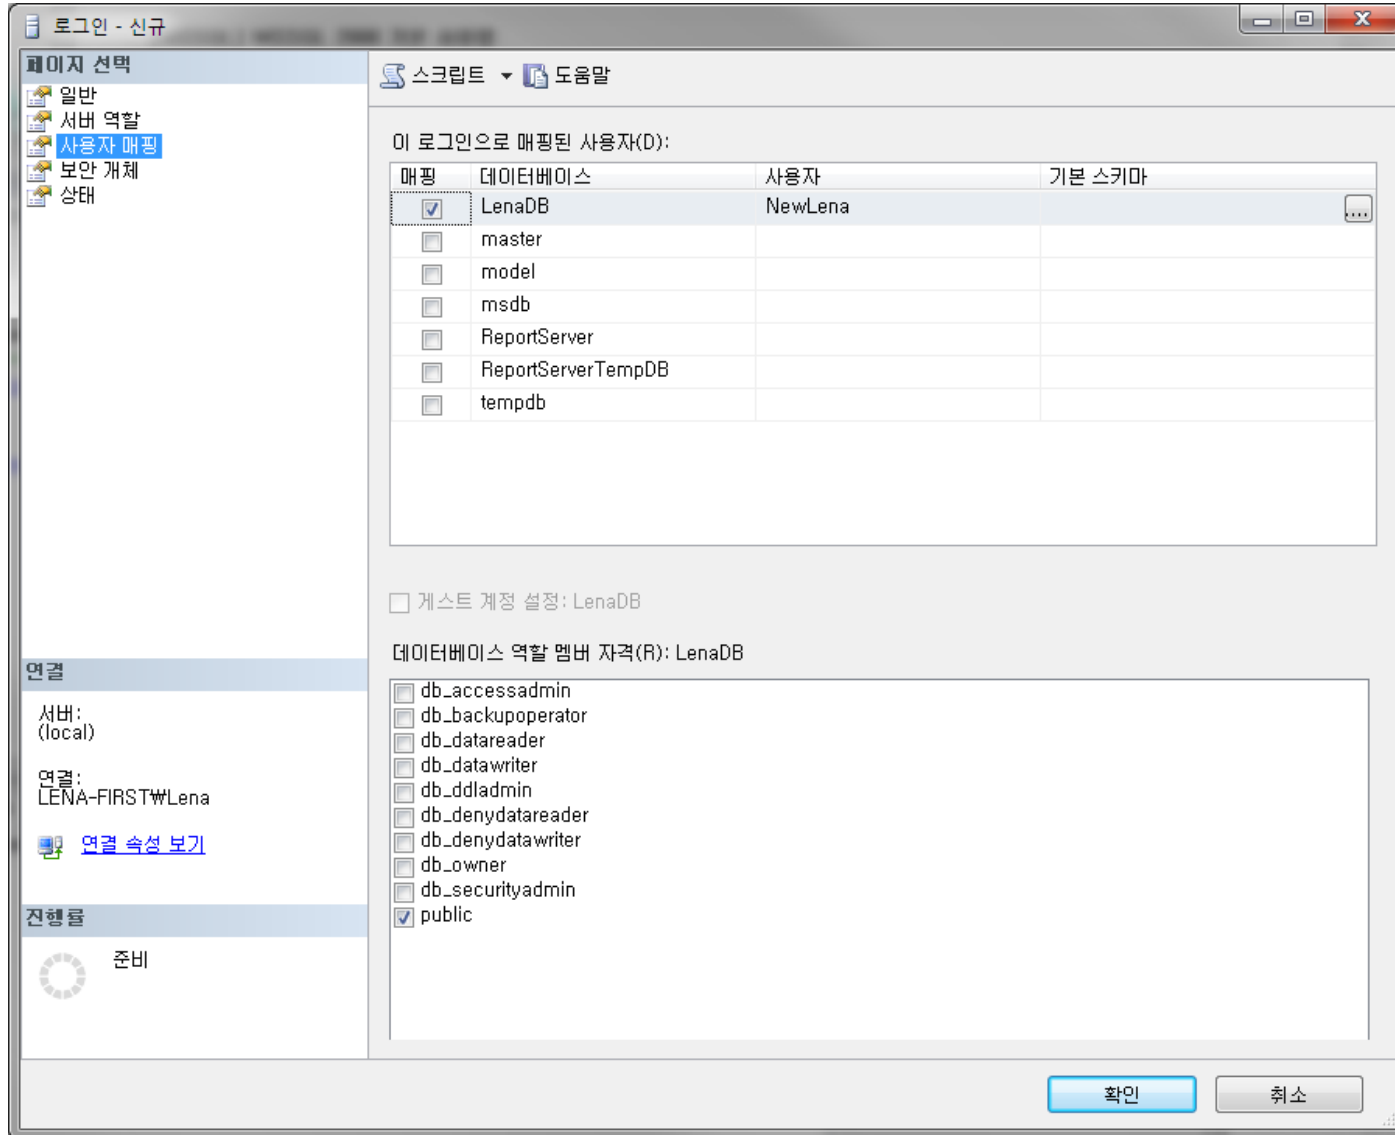 로그인 - 신규
페이지 선택
일반
서버 역할
사용자 매핑
보안 개체
상태
스크립트 도움말
이 로그인으로 매핑된 사용자(D):
매핑 데이터베이스 사용자 기본 스키마
LenaDB NewLena ....
master
model
msdb
ReportServer
ReportServerTempDB
tempdb
게스트 계정 설정: LenaDB
데이터베이스 역할 멤버 자격(R): LenaDB
db_accessadmin
db_backupoperator
db_datareader
db_datawriter
db_ddladmin
db_denydatareader
db_denydatawriter
db_owner
db_securityadmin
public
연결
서버:
(local)
연결:
LENA-FIRST₩Lena
연결 속성 보기
진행률
준비
확인 취소